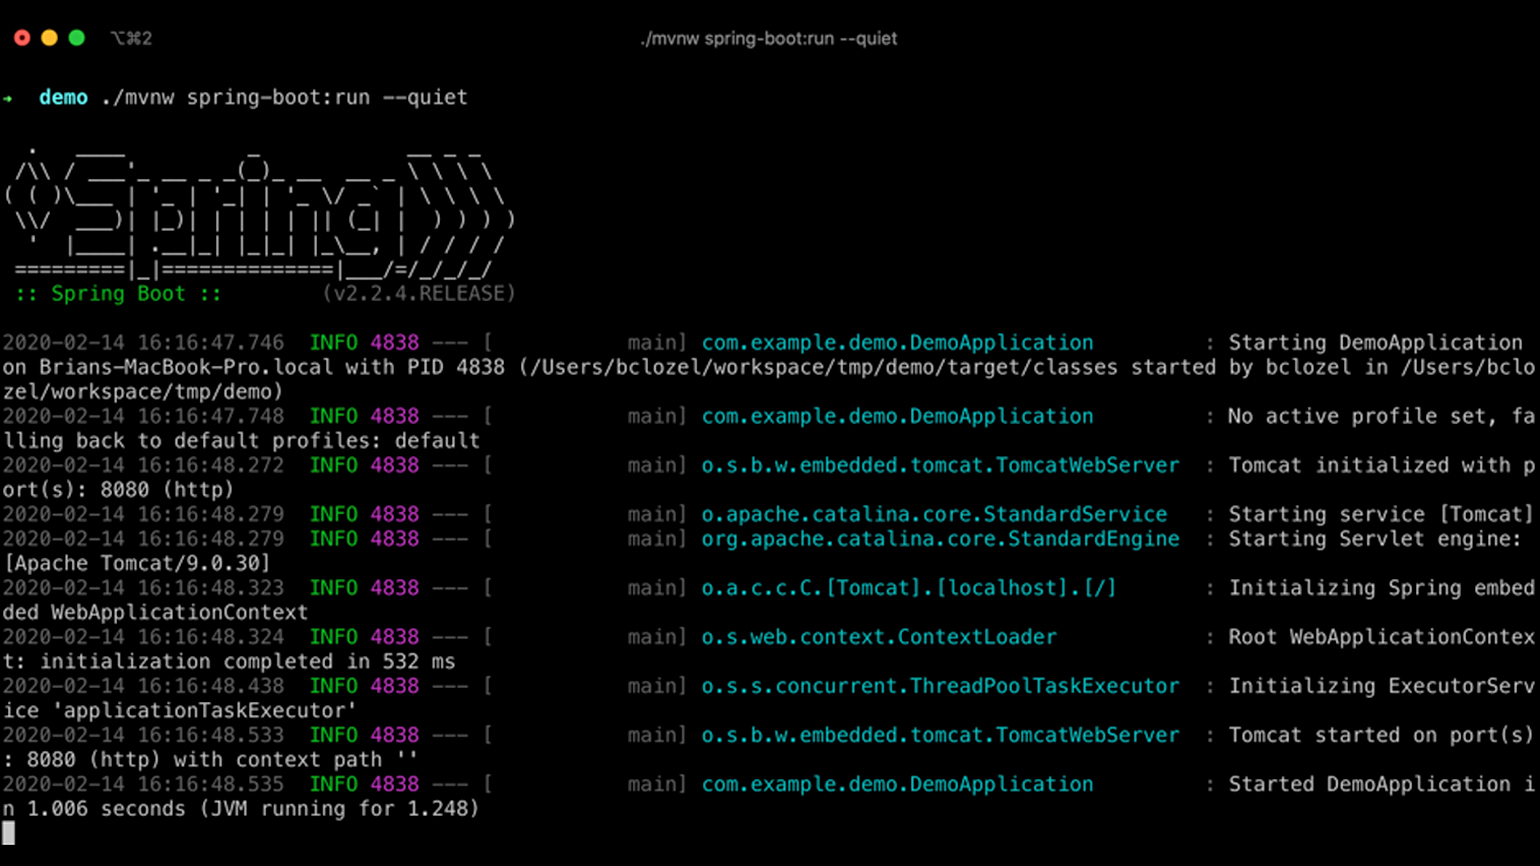 ⌥⌘2
./mvnw spring-boot:run --quiet
→ demo ./mvnw spring-boot:run --quiet
  .   ____          _            __ _ _
 /\\ / ___'_ __ _ _(_)_ __  __ _ \ \ \ \
( ( )\___ | '_ | '_| | '_ \/ _` | \ \ \ \
 \\/  ___)| |_)| | | | | || (_| |  ) ) ) )
  '  |____| .__|_| |_|_| |_\__, | / / / /
 =========|_|==============|___/=/_/_/_/
 :: Spring Boot ::        (v2.2.4.RELEASE)
2020-02-14 16:16:47.746  INFO 4838 --- [           main] com.example.demo.DemoApplication         : Starting DemoApplication
on Brians-MacBook-Pro.local with PID 4838 (/Users/bclozel/workspace/tmp/demo/target/classes started by bclozel in /Users/bclo
zel/workspace/tmp/demo)
2020-02-14 16:16:47.748  INFO 4838 --- [           main] com.example.demo.DemoApplication         : No active profile set, fa
lling back to default profiles: default
2020-02-14 16:16:48.272  INFO 4838 --- [           main] o.s.b.w.embedded.tomcat.TomcatWebServer  : Tomcat initialized with p
ort(s): 8080 (http)
2020-02-14 16:16:48.279  INFO 4838 --- [           main] o.apache.catalina.core.StandardService   : Starting service [Tomcat]
2020-02-14 16:16:48.279  INFO 4838 --- [           main] org.apache.catalina.core.StandardEngine  : Starting Servlet engine:
[Apache Tomcat/9.0.30]
2020-02-14 16:16:48.323  INFO 4838 --- [           main] o.a.c.c.C.[Tomcat].[localhost].[/]       : Initializing Spring embed
ded WebApplicationContext
2020-02-14 16:16:48.324  INFO 4838 --- [           main] o.s.web.context.ContextLoader            : Root WebApplicationContex
t: initialization completed in 532 ms
2020-02-14 16:16:48.438  INFO 4838 --- [           main] o.s.s.concurrent.ThreadPoolTaskExecutor  : Initializing ExecutorServ
ice 'applicationTaskExecutor'
2020-02-14 16:16:48.533  INFO 4838 --- [           main] o.s.b.w.embedded.tomcat.TomcatWebServer  : Tomcat started on port(s)
: 8080 (http) with context path ''
2020-02-14 16:16:48.535  INFO 4838 --- [           main] com.example.demo.DemoApplication         : Started DemoApplication i
n 1.006 seconds (JVM running for 1.248)